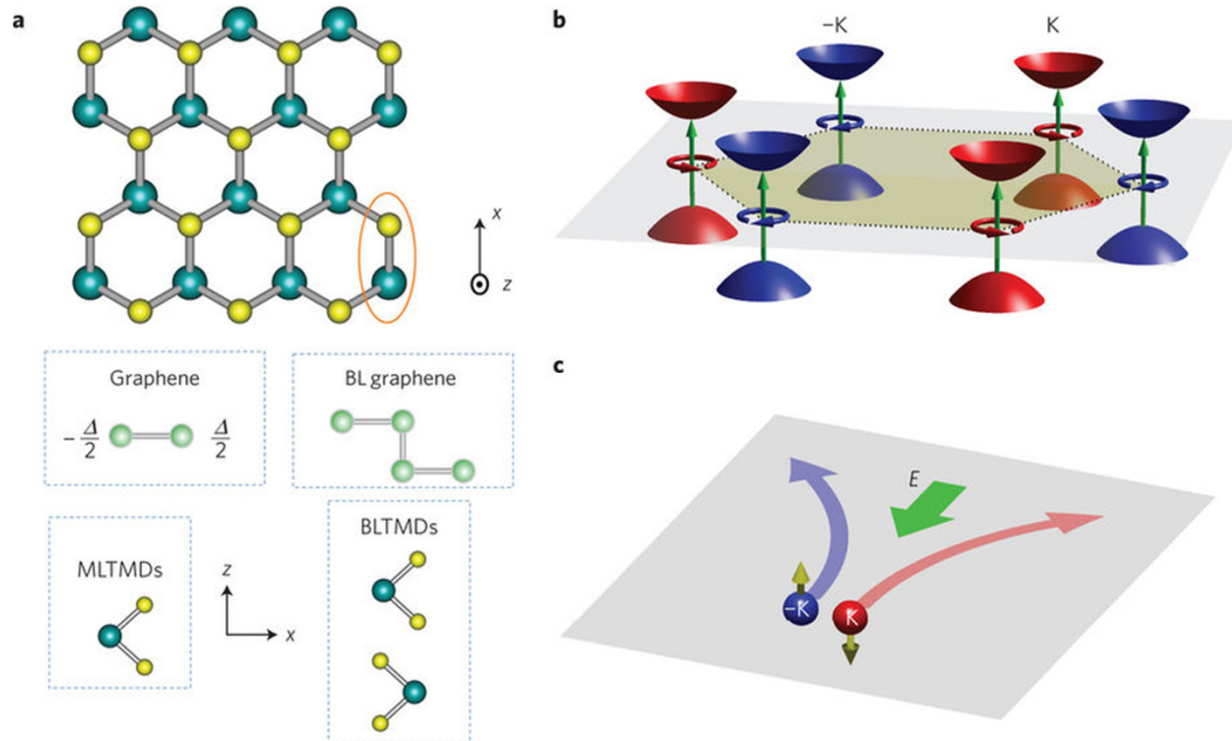 a
x
z
Graphene
−Δ/2 Δ/2
BL graphene
MLTMDs
z
x
BLTMDs
b
−K K
c
E
−K K